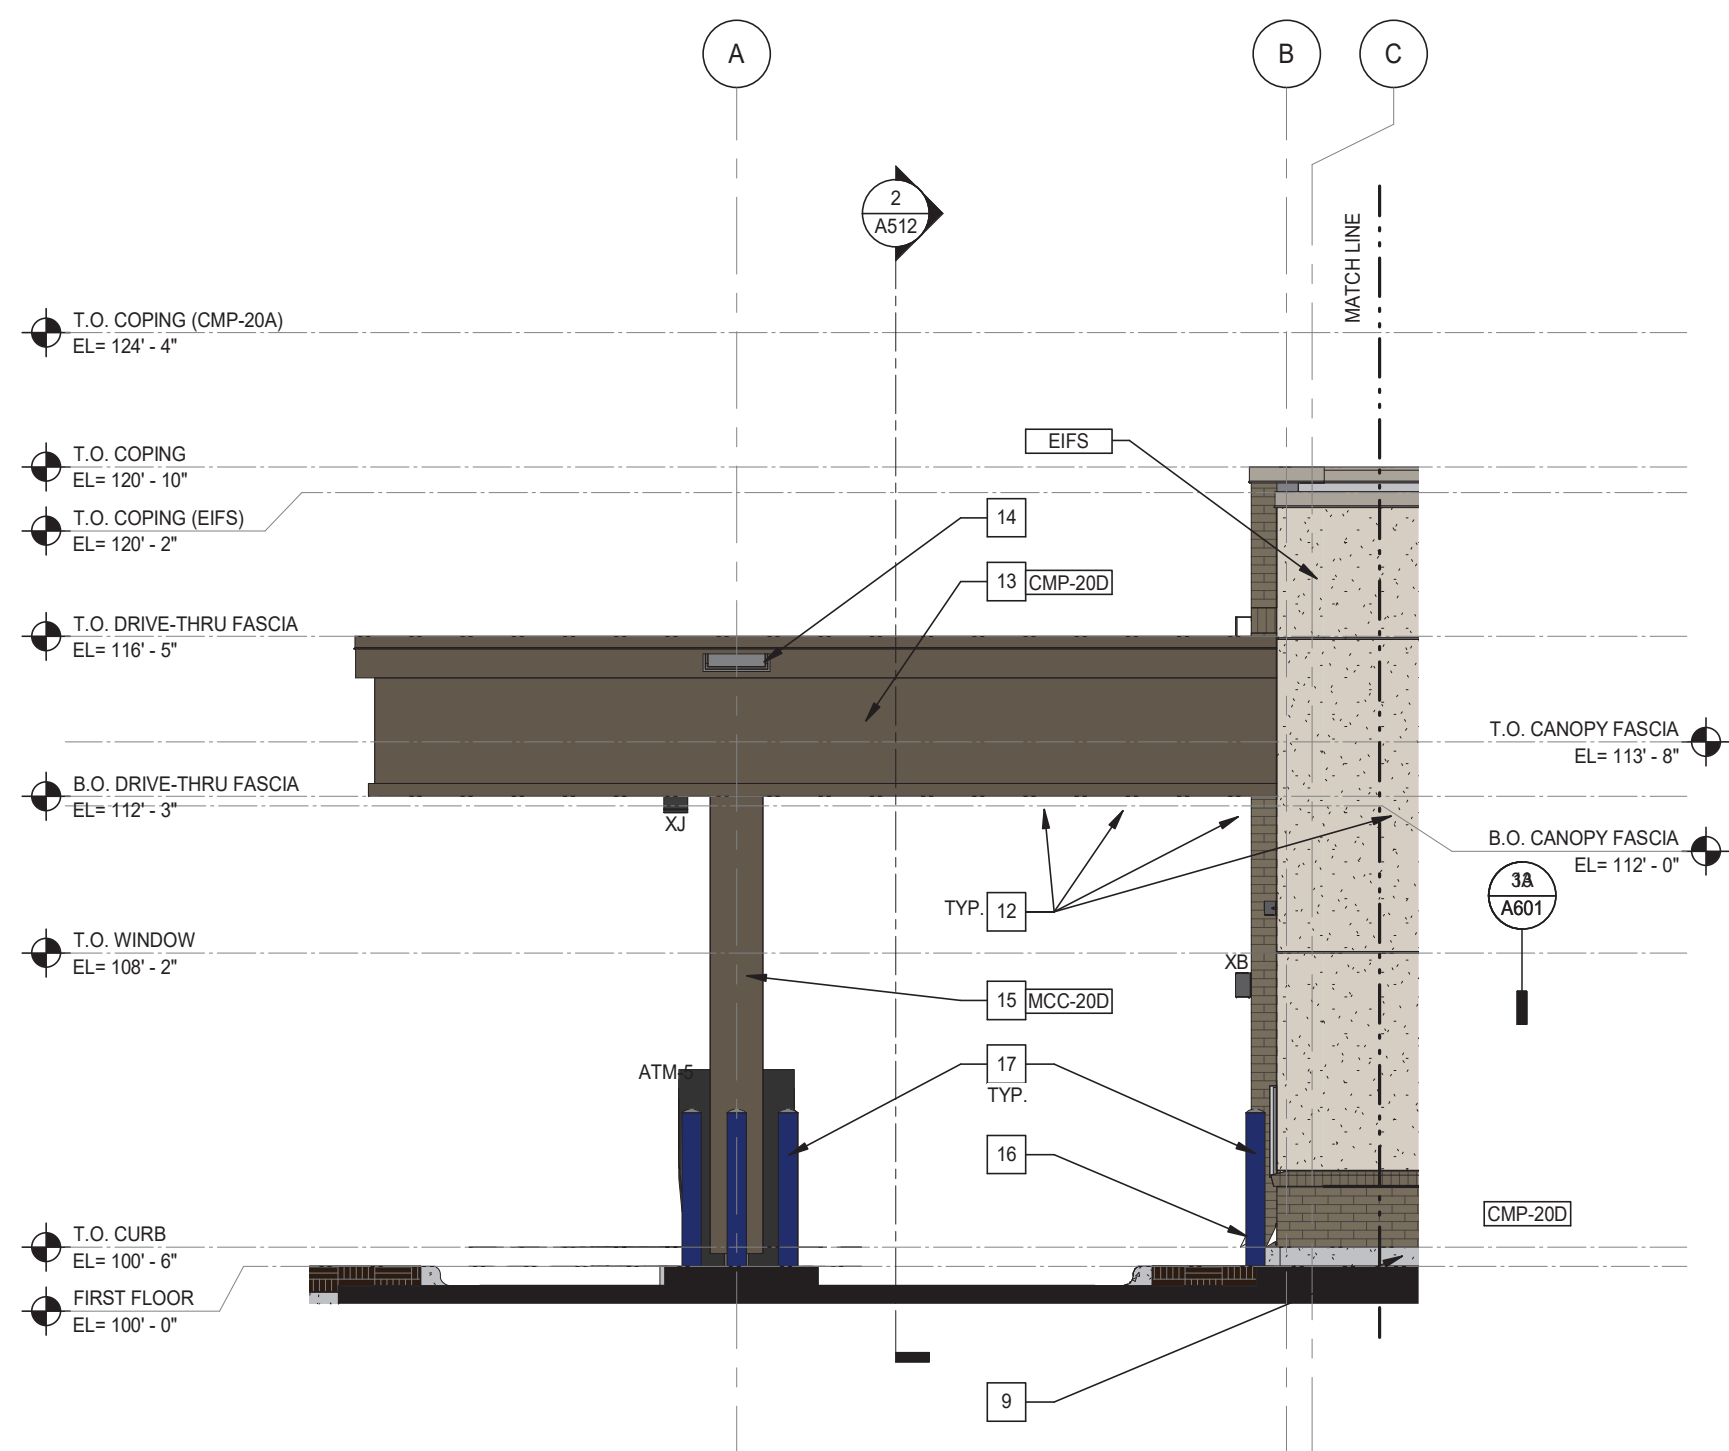 A
B
C
2
A512
MATCH LINE
T.O. COPING (CMP-20A)
EL= 124' - 4"
T.O. COPING
EL= 120' - 10"
T.O. COPING (EIFS)
EL= 120' - 2"
EIFS
14
13 CMP-20D
T.O. DRIVE-THRU FASCIA
EL= 116' - 5"
T.O. CANOPY FASCIA
EL= 113' - 8"
B.O. DRIVE-THRU FASCIA
EL= 112' - 3"
XJ
B.O. CANOPY FASCIA
EL= 112' - 0"
A601
TYP. 12
T.O. WINDOW
EL= 108' - 2"
XB
15 MCC-20D
ATM-5
17
TYP.
16
CMP-20D
T.O. CURB
EL= 100' - 6"
FIRST FLOOR
EL= 100' - 0"
9